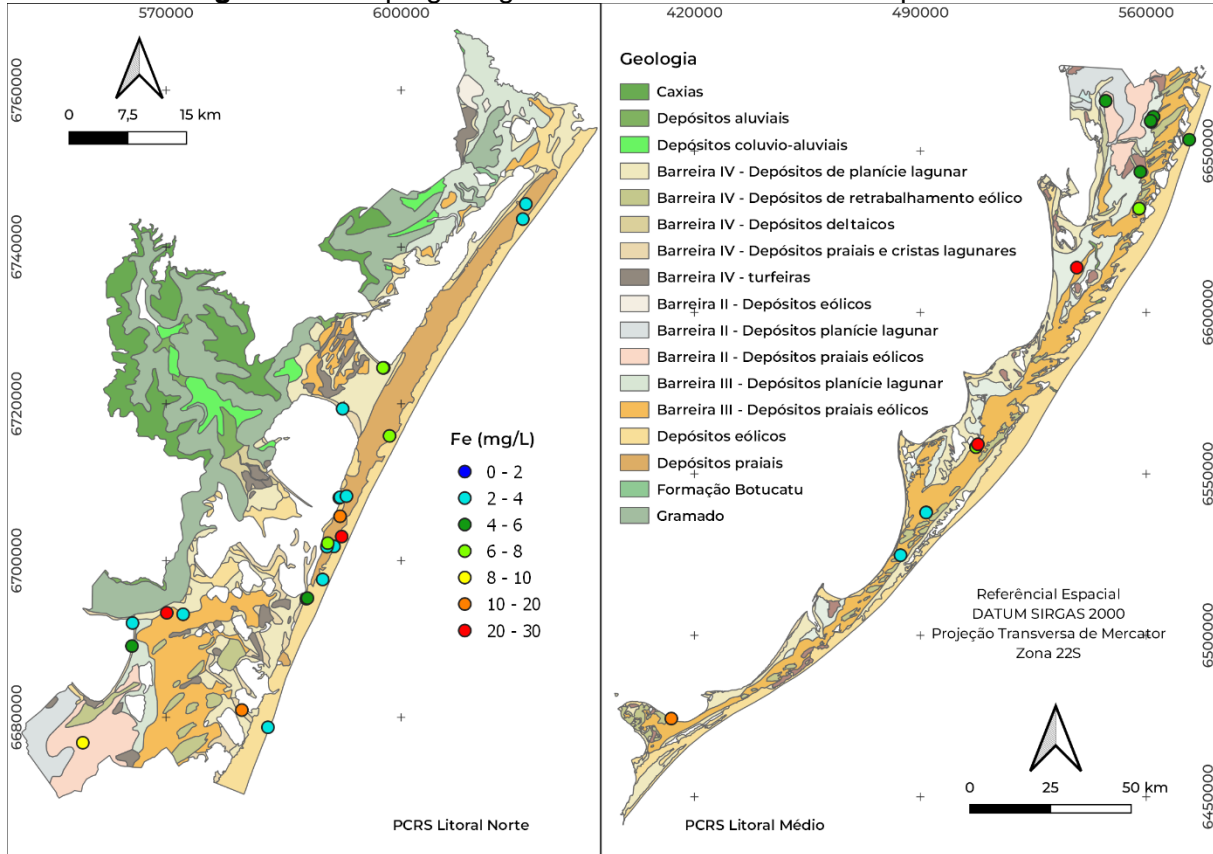 570000
600000
420000
490000
560000
0
7,5
15 km
6760000
6740000
6720000
6700000
6680000
Fe (mg/L)
0 - 2
2 - 4
4 - 6
6 - 8
8 - 10
10 - 20
20 - 30
PCRS Litoral Norte
Geologia
Caxias
Depósitos aluviais
Depósitos coluvio-aluviais
Barreira IV - Depósitos de planície lagunar
Barreira IV - Depósitos de retrabalhamento eólico
Barreira IV - Depósitos deltaicos
Barreira IV - Depósitos praiais e cristas lagunares
Barreira IV - turfeiras
Barreira II - Depósitos eólicos
Barreira II - Depósitos planície lagunar
Barreira II - Depósitos praiais eólicos
Barreira III - Depósitos planície lagunar
Barreira III - Depósitos praiais eólicos
Depósitos eólicos
Depósitos praiais
Formação Botucatu
Gramado
6650000
6600000
6550000
6500000
6450000
Referêncial Espacial
DATUM SIRGAS 2000
Projeção Transversa de Mercator
Zona 22S
0
25
50 km
PCRS Litoral Médio